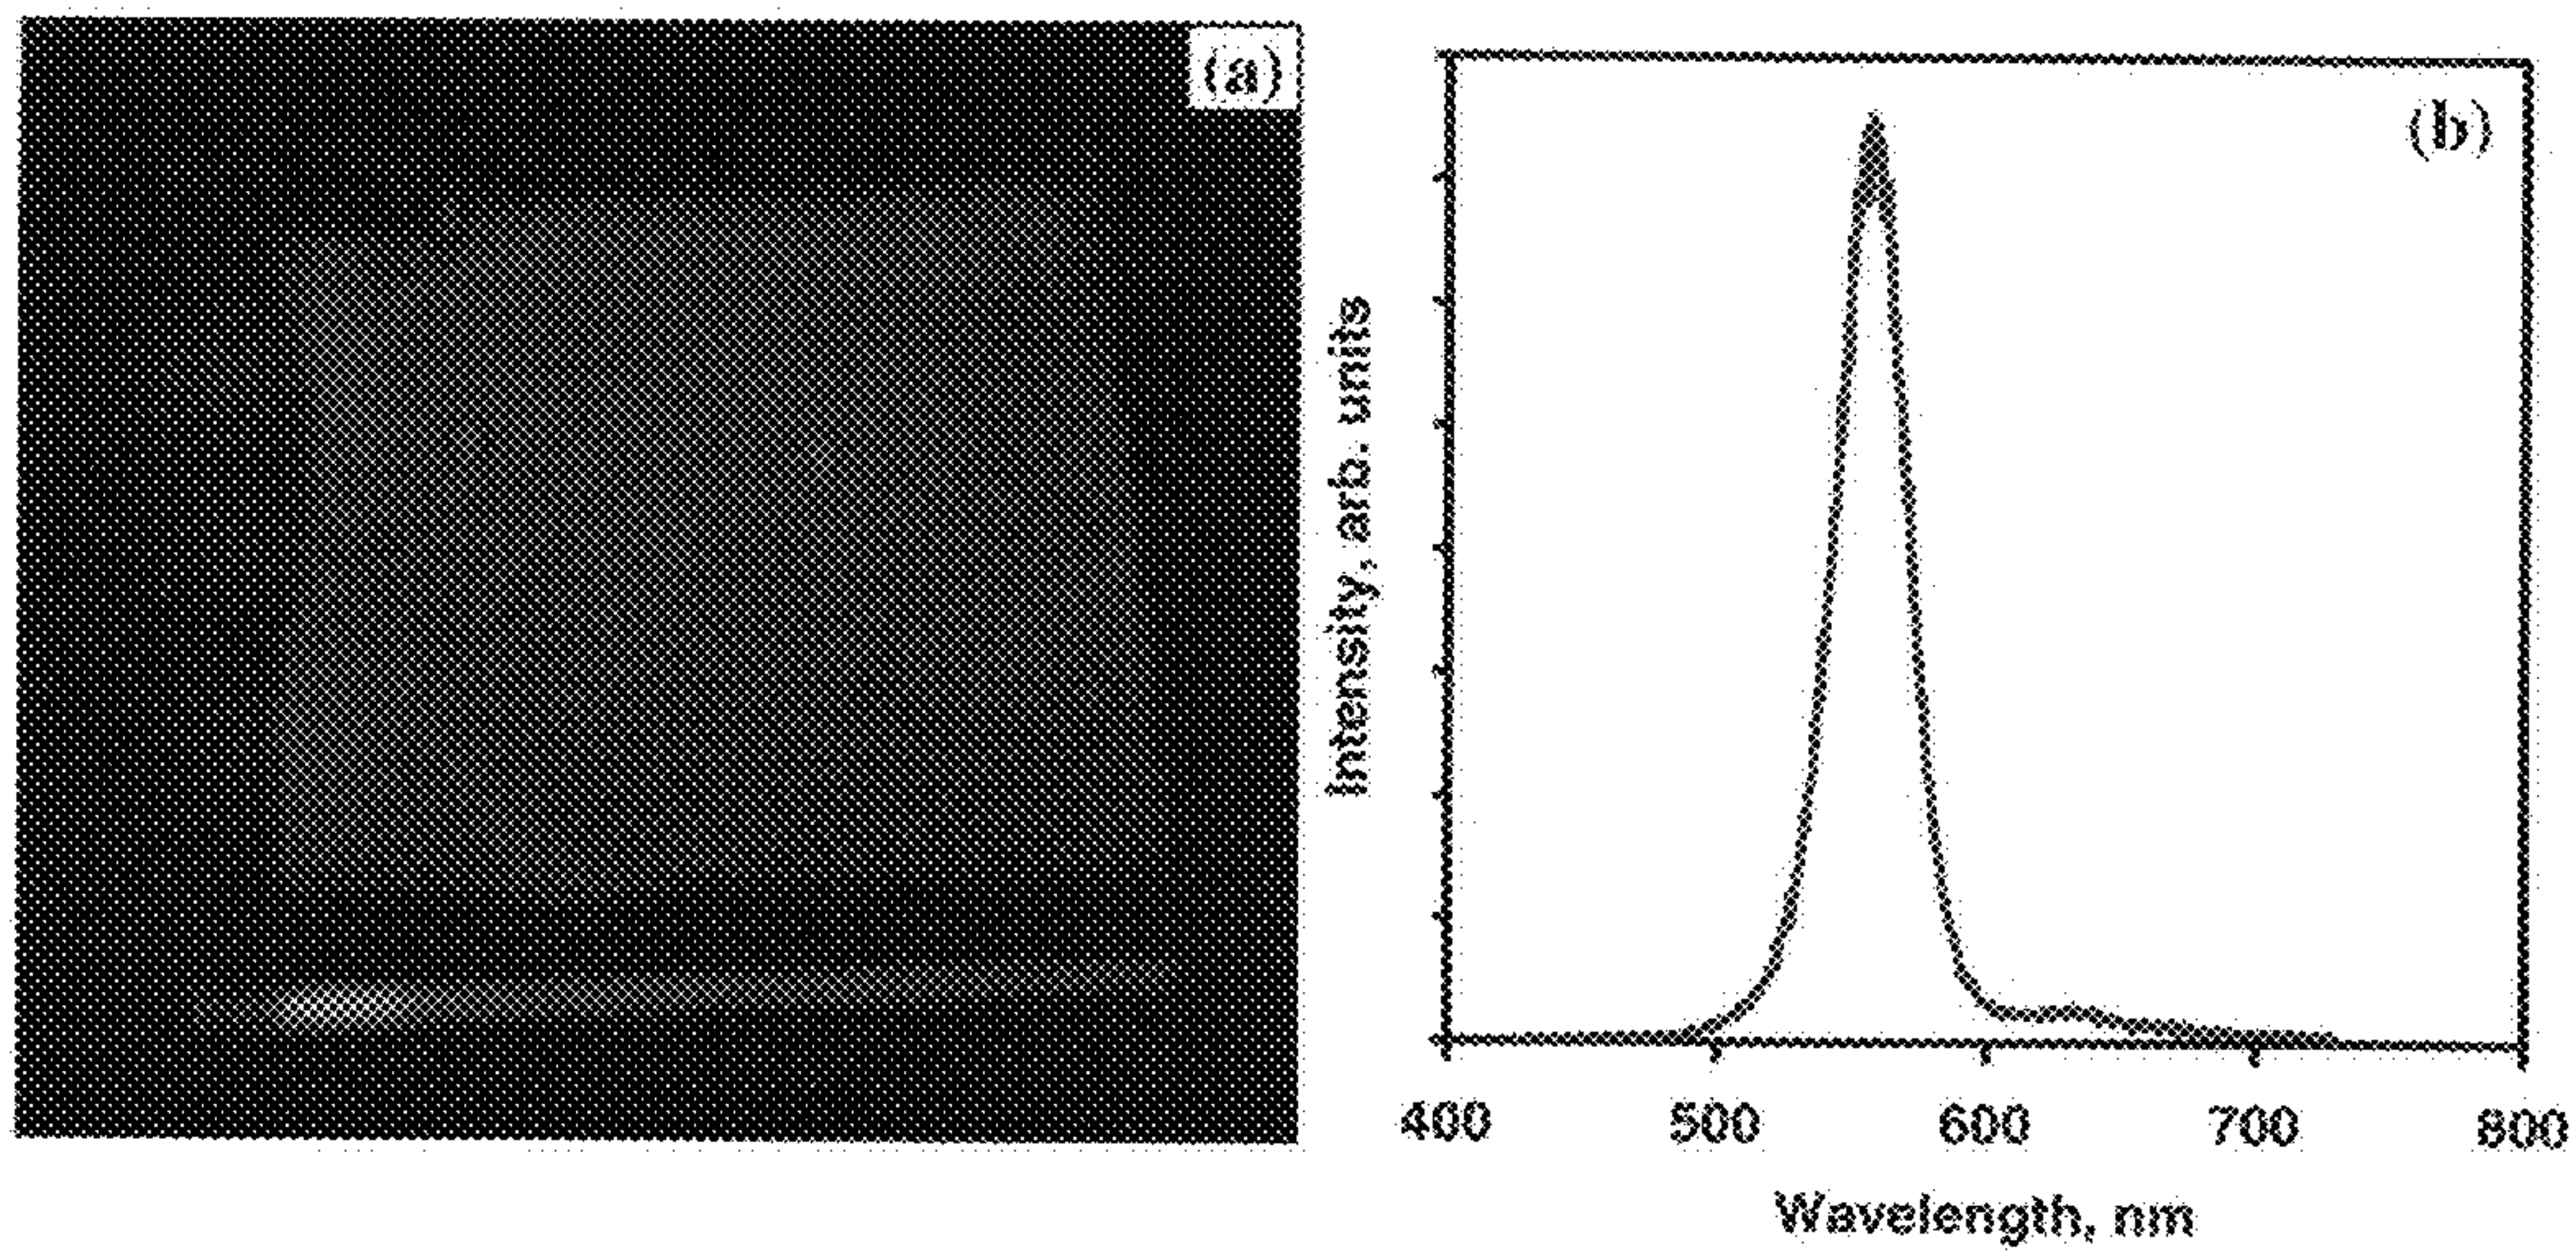 (a)
(b)
Intensity, arb. units
400 500 600 700 800
Wavelength, nm